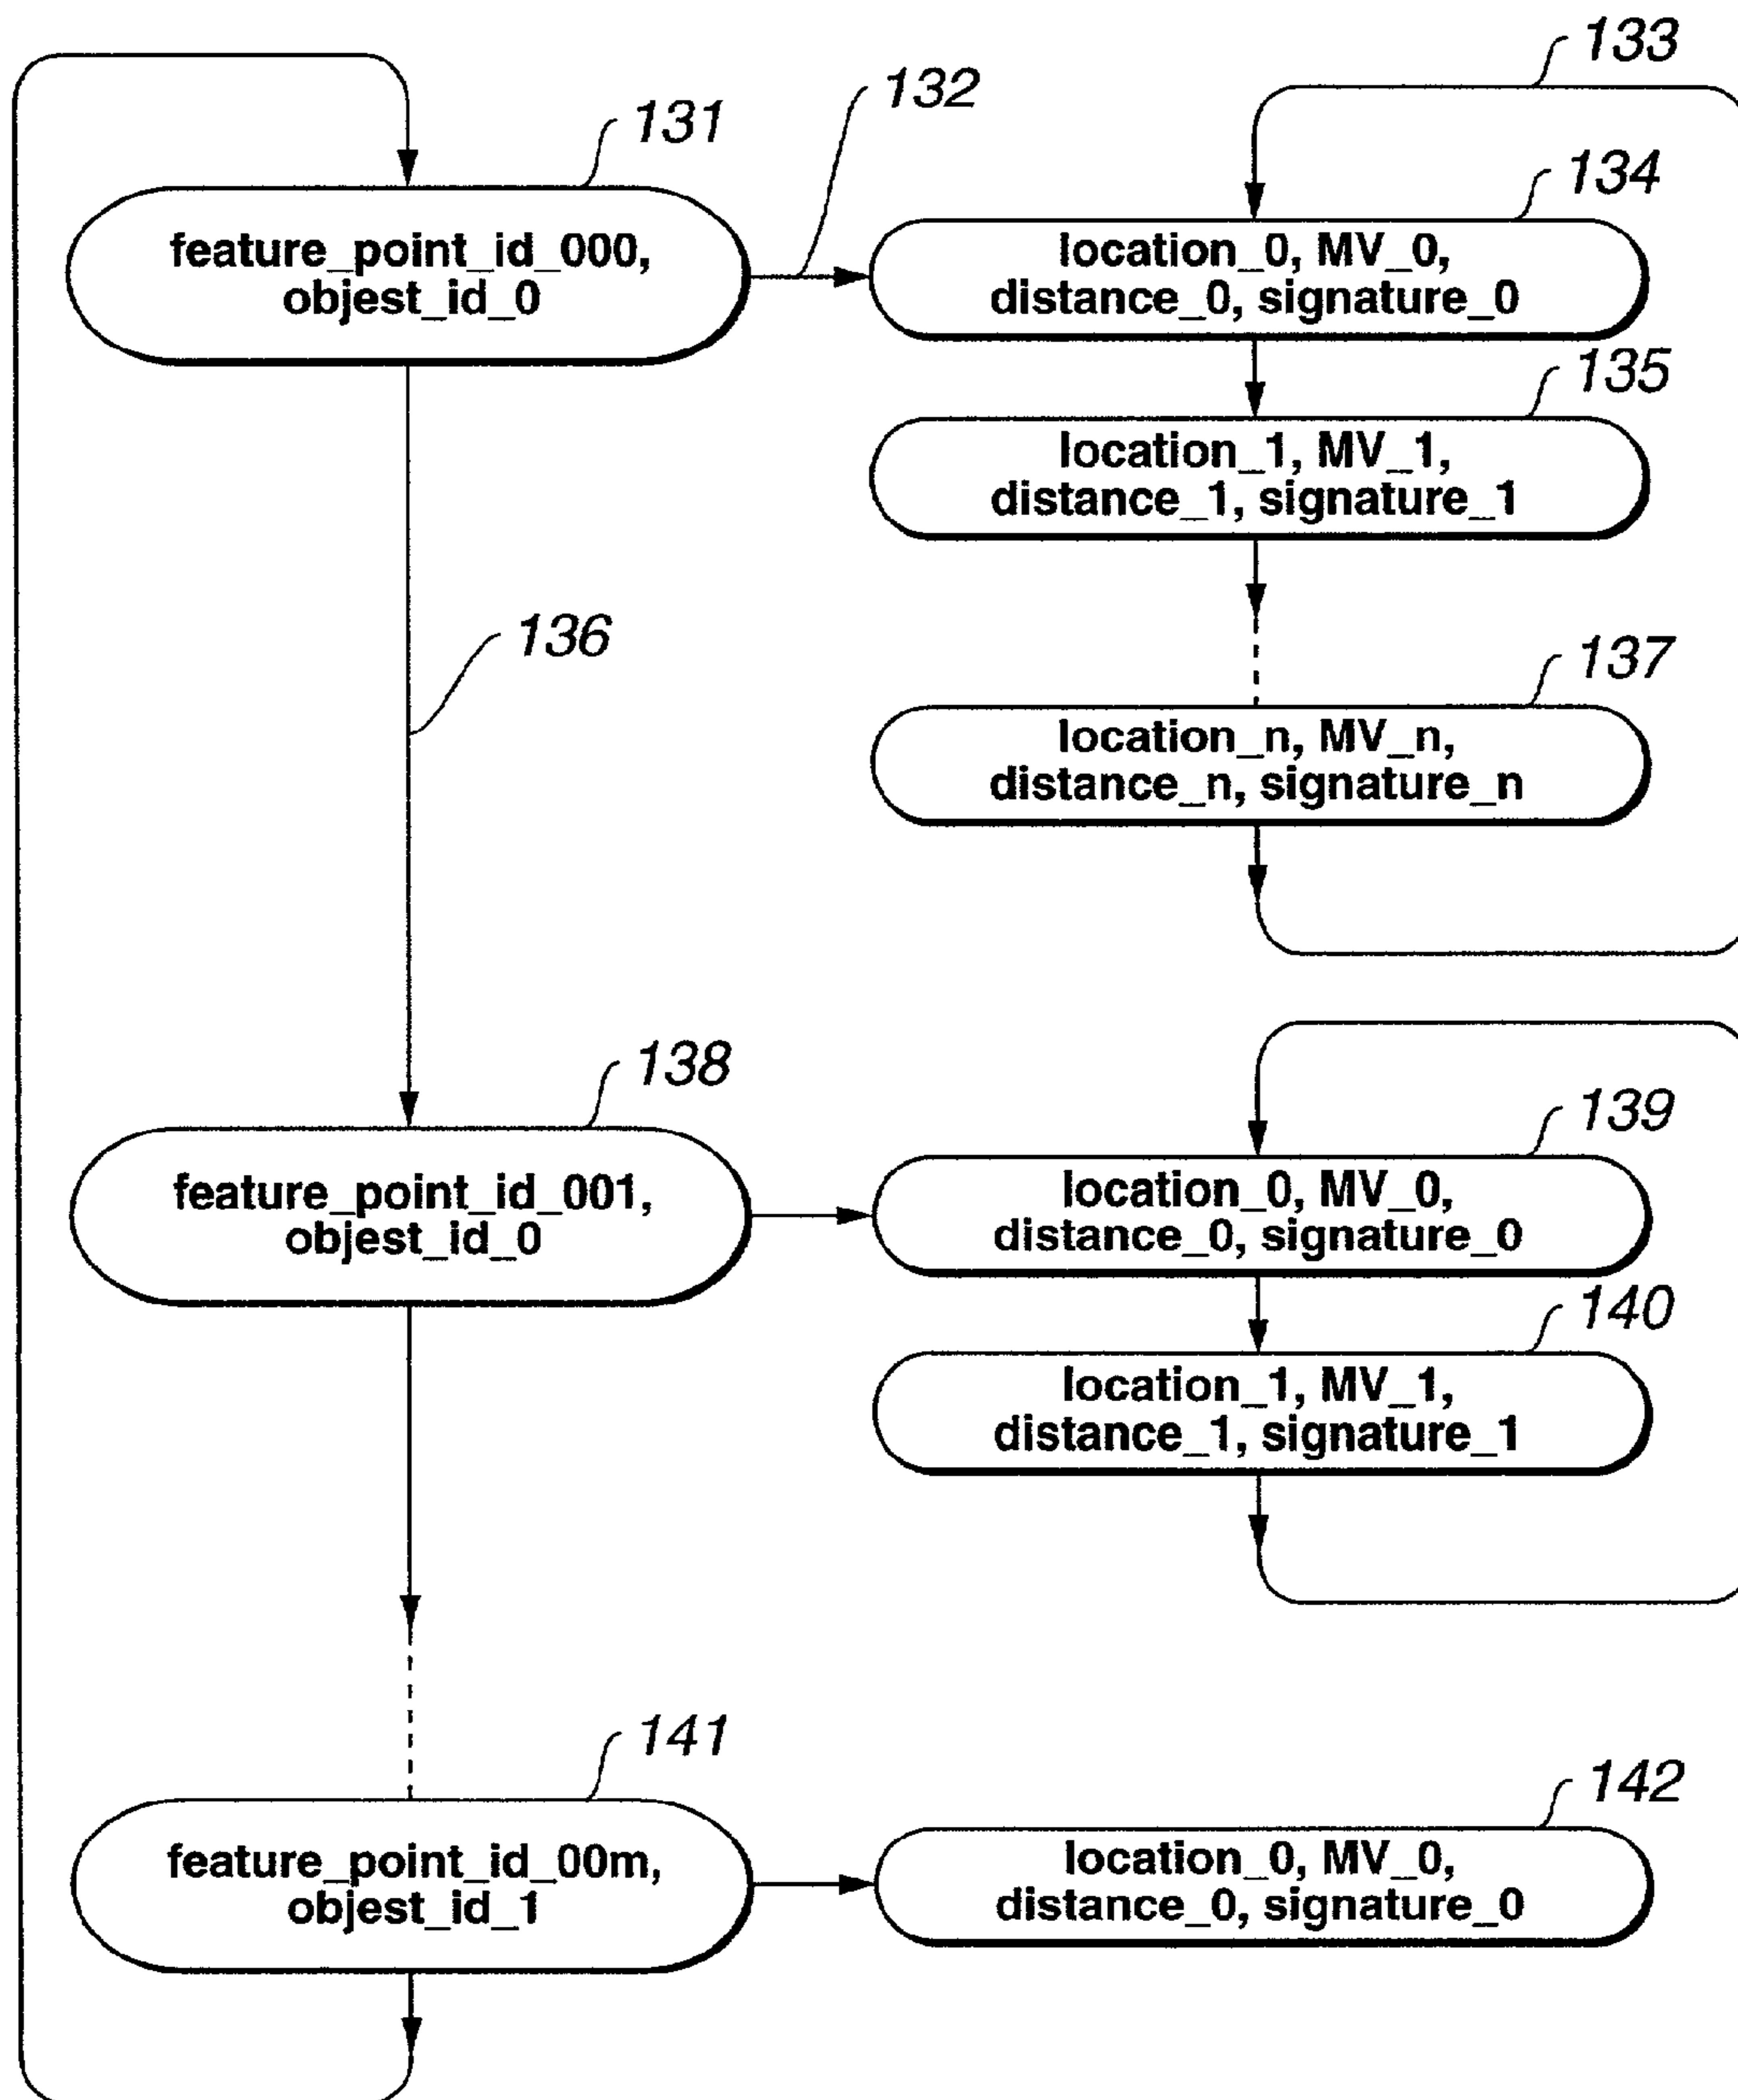 133
132
131
134
feature_point_id_000,
objest_id_0
location_0, MV_0,
distance_0, signature_0
135
location_1, MV_1,
distance_1, signature_1
136
137
location_n, MV_n,
distance_n, signature_n
138
139
feature_point_id_001,
objest_id_0
location_0, MV_0,
distance_0, signature_0
140
location_1, MV_1,
distance_1, signature_1
141
142
feature_point_id_00m,
objest_id_1
location_0, MV_0,
distance_0, signature_0